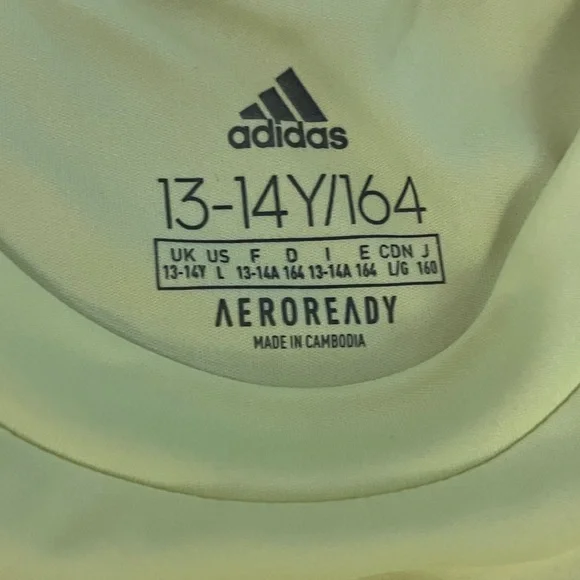 adidas
13-14Y/164
UK US F D I E CDN J
13-14Y L 13-14A 164 13-14A 164 L/G 160
AEROREADY
MADE IN CAMBODIA